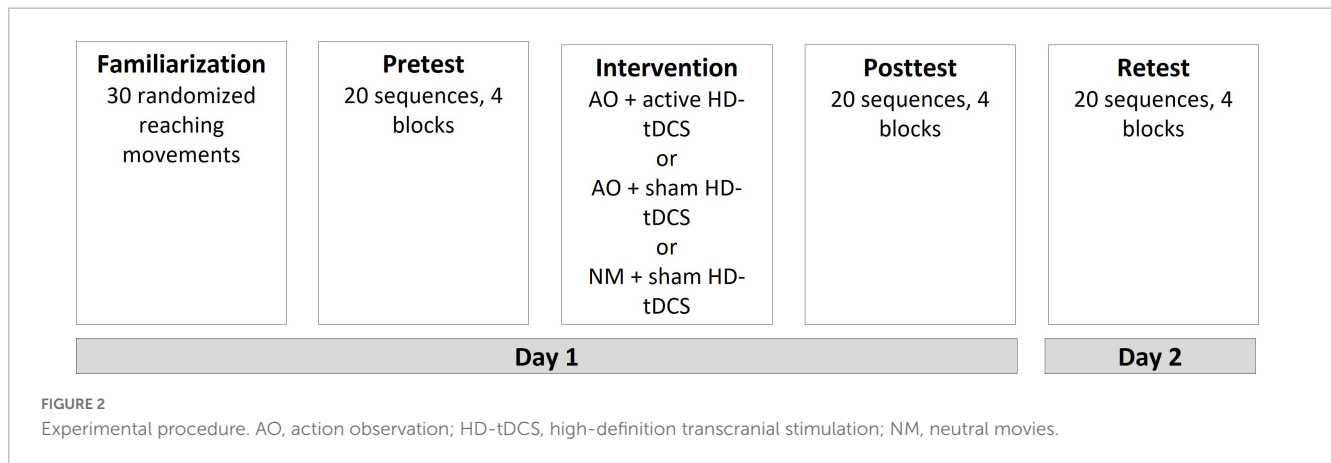 Familiarization
30 randomized
reaching
movements
Pretest
20 sequences, 4
blocks
Intervention
AO + active HD-
tDCS
or
AO + sham HD-
tDCS
or
NM + sham HD-
tDCS
Posttest
20 sequences, 4
blocks
Retest
20 sequences, 4
blocks
Day 1
Day 2
FIGURE 2
Experimental procedure. AO, action observation; HD-tDCS, high-definition transcranial stimulation; NM, neutral movies.